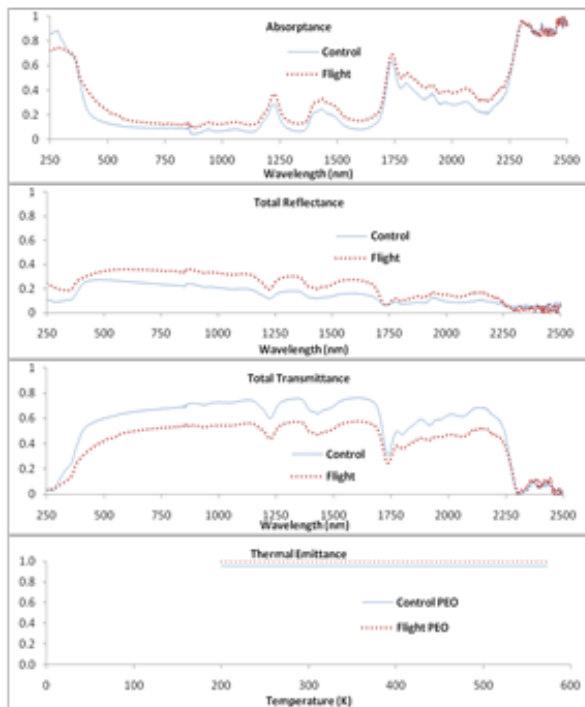 Absorptance
1
0.8
0.6
0.4
0.2
0
Control
Flight
250 500 750 1000 1250 1500 1750 2000 2250 2500
Wavelength (nm)
Total Reflectance
1
0.8
0.6
0.4
0.2
0
Control
Flight
250 500 750 1000 1250 1500 1750 2000 2250 2500
Wavelength (nm)
Total Transmittance
1
0.8
0.6
0.4
0.2
0
Control
Flight
250 500 750 1000 1250 1500 1750 2000 2250 2500
Wavelength (nm)
Thermal Emittance
1.0
0.8
0.6
0.4
0.2
0.0
Control PEO
Flight PEO
0 100 200 300 400 500 600
Temperature (K)